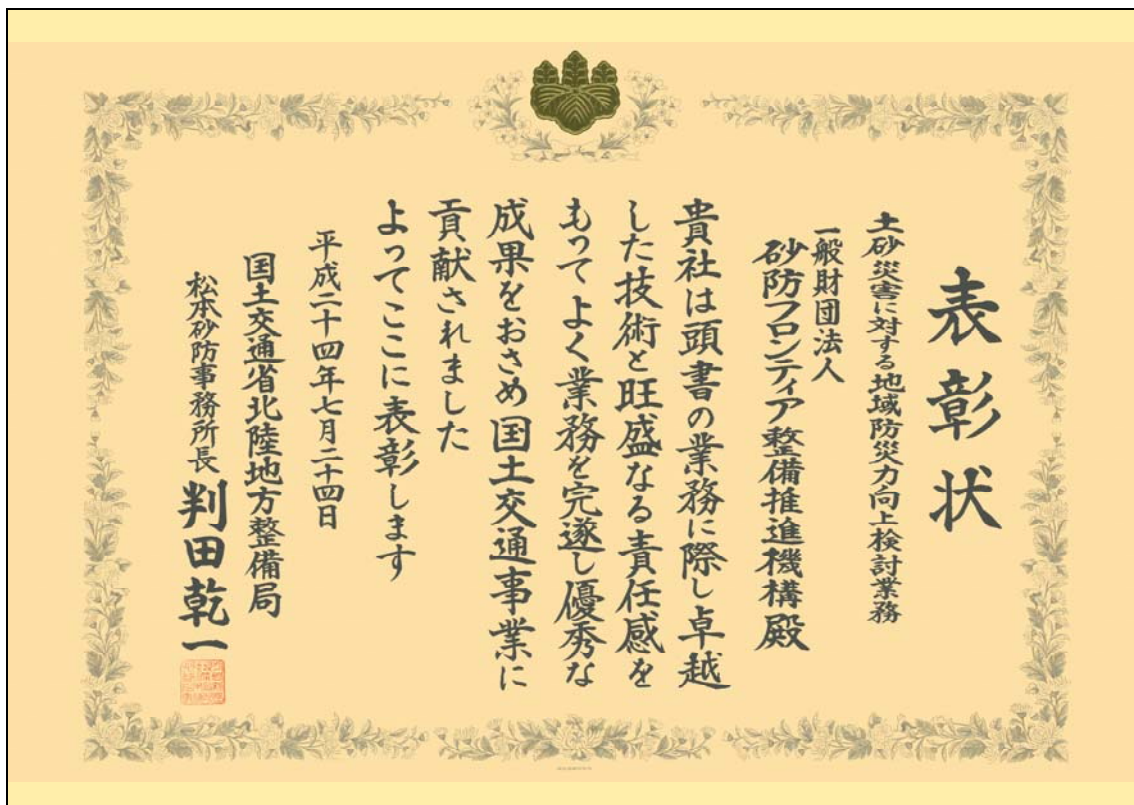 表彰状
土砂災害に対する地域防災力向上検討業務
一般財団法人
砂防フロンティア整備推進機構殿
貴社は頭書の業務に際し卓越
した技術と旺盛なる責任感を
もってよく業務を完遂し優秀な
成果をおさめ国土交通事業に
貢献されました
よってここに表彰します
平成二十四年七月二十四日
国土交通省北陸地方整備局
松本砂防事務所長 判田乾一